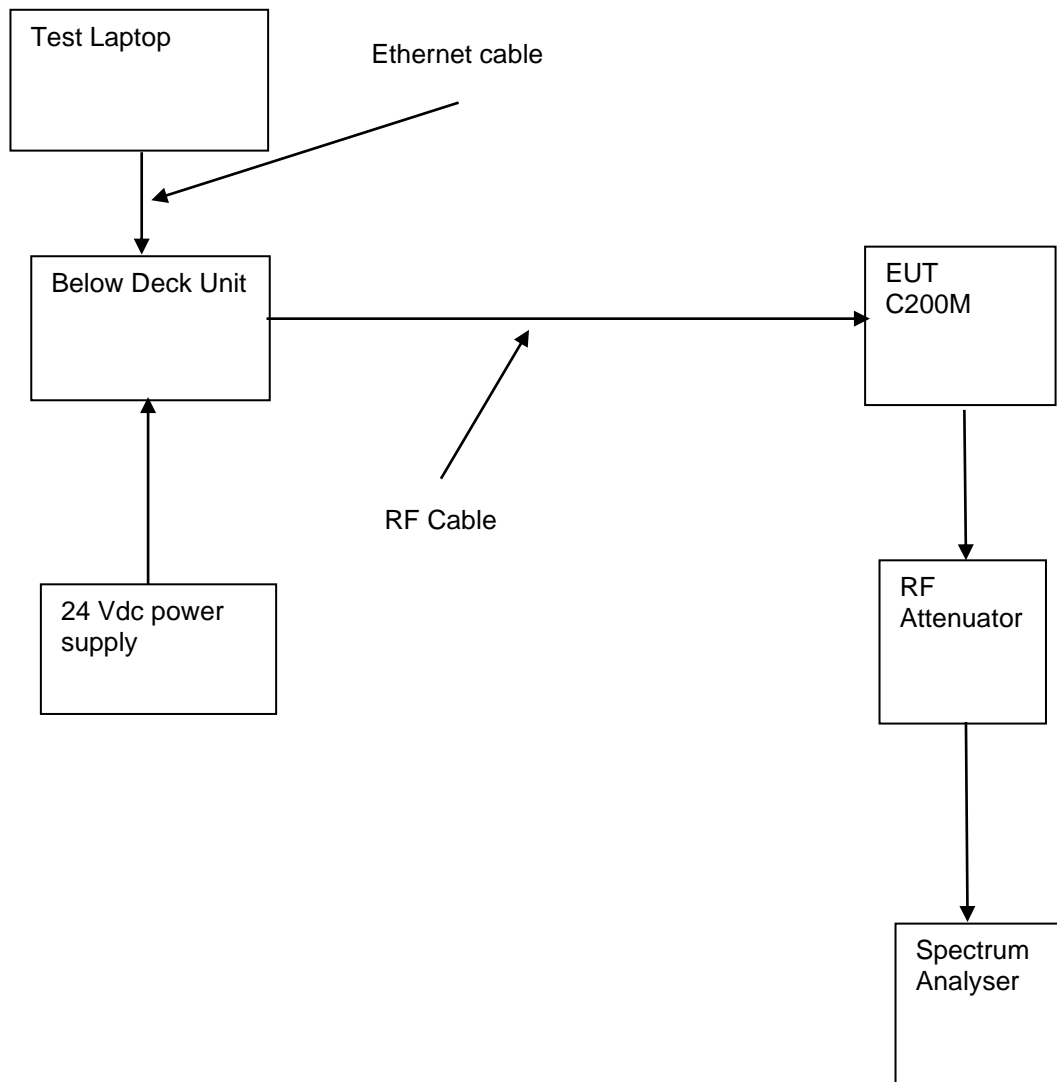 Test Laptop
Ethernet cable
Below Deck Unit
EUT
C200M
RF Cable
24 Vdc power
supply
RF
Attenuator
Spectrum
Analyser